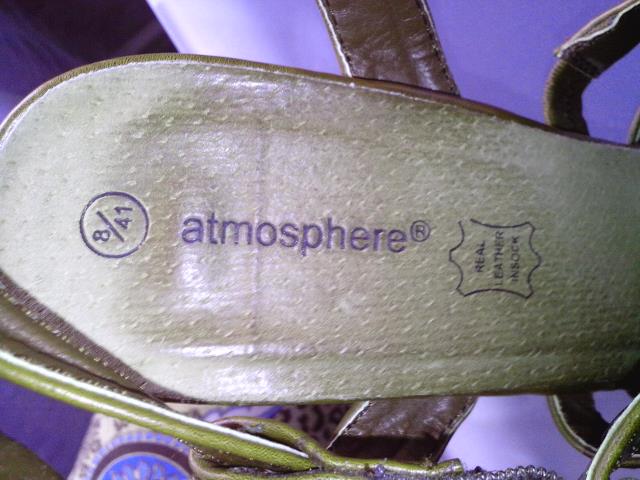 8/41
atmosphere®
REAL
LEATHER
INSOCK